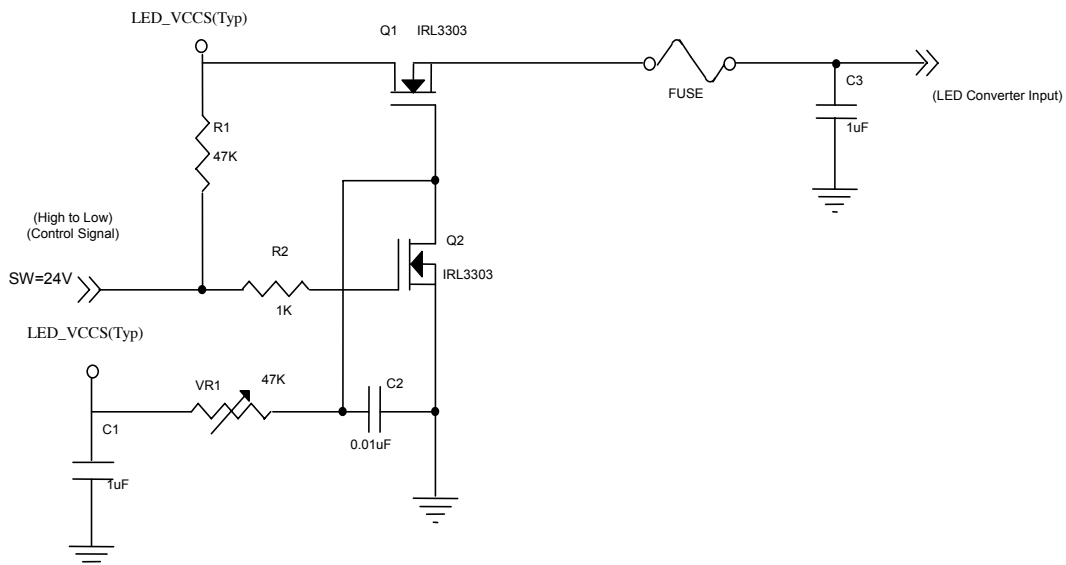 LED_VCCS(Typ)
Q1 IRL3303
FUSE
C3
1uF
(LED Converter Input)
R1
47K
(High to Low)
(Control Signal)
SW=24V
R2
1K
Q2
IRL3303
LED_VCCS(Typ)
VR1
47K
C2
0.01uF
C1
1uF